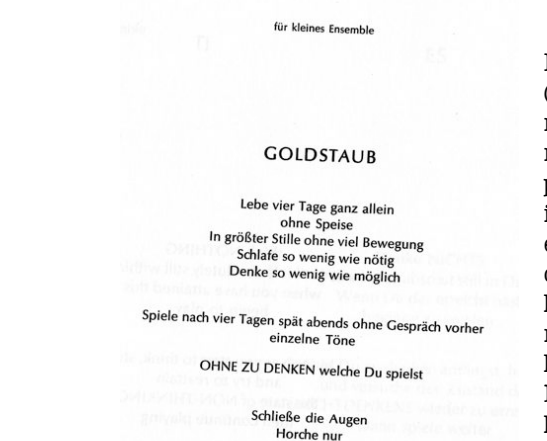 für kleines Ensemble
GOLDSTAUB
Lebe vier Tage ganz allein
ohne Speise
In größter Stille ohne viel Bewegung
Schlafe so wenig wie nötig
Denke so wenig wie möglich
Spiele nach vier Tagen spät abends ohne Gespräch vorher
einzelne Töne
OHNE ZU DENKEN welche Du spielst
Schließe die Augen
Horche nur